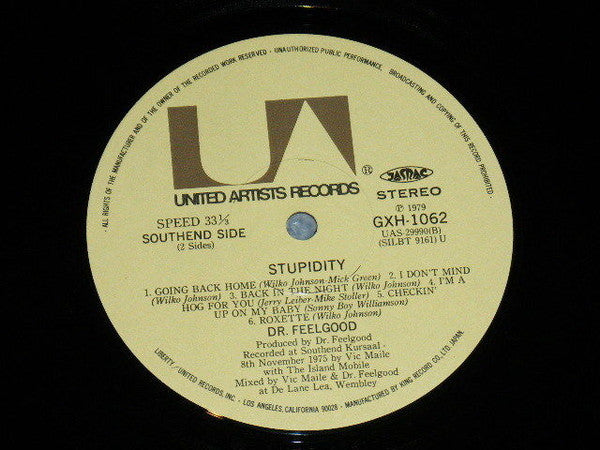 · ALL RIGHTS OF THE MANUFACTURER AND OF THE OWNER OF THE RECORDED WORK RESERVED · UNAUTHORIZED PUBLIC PERFORMANCE, BROADCASTING AND COPYING OF THIS RECORD PROHIBITED ·
UA
®
UNITED ARTISTS RECORDS
JASRAC
STEREO
SPEED 33⅓
SOUTHEND SIDE
(2 Sides)
℗ 1979
GXH-1062
UAS 29990(B)
(SILBT 9161) U
STUPIDITY
1. GOING BACK HOME (Wilko Johnson-Mick Green) 2. I DON'T MIND
(Wilko Johnson) 3. BACK IN THE NIGHT (Wilko Johnson) 4. I'M A
HOG FOR YOU (Jerry Leiber-Mike Stoller) 5. CHECKIN'
UP ON MY BABY (Sonny Boy Williamson)
6. ROXETTE (Wilko Johnson)
DR. FEELGOOD
Produced by Dr. Feelgood
Recorded at Southend Kursaal
8th November 1975 by Vic Maile
with The Island Mobile
Mixed by Vic Maile & Dr. Feelgood
at De Lane Lea, Wembley
LIBERTY/UNITED RECORDS, INC. · LOS ANGELES, CALIFORNIA 90028 · MANUFACTURED BY KING RECORD CO., LTD. JAPAN.